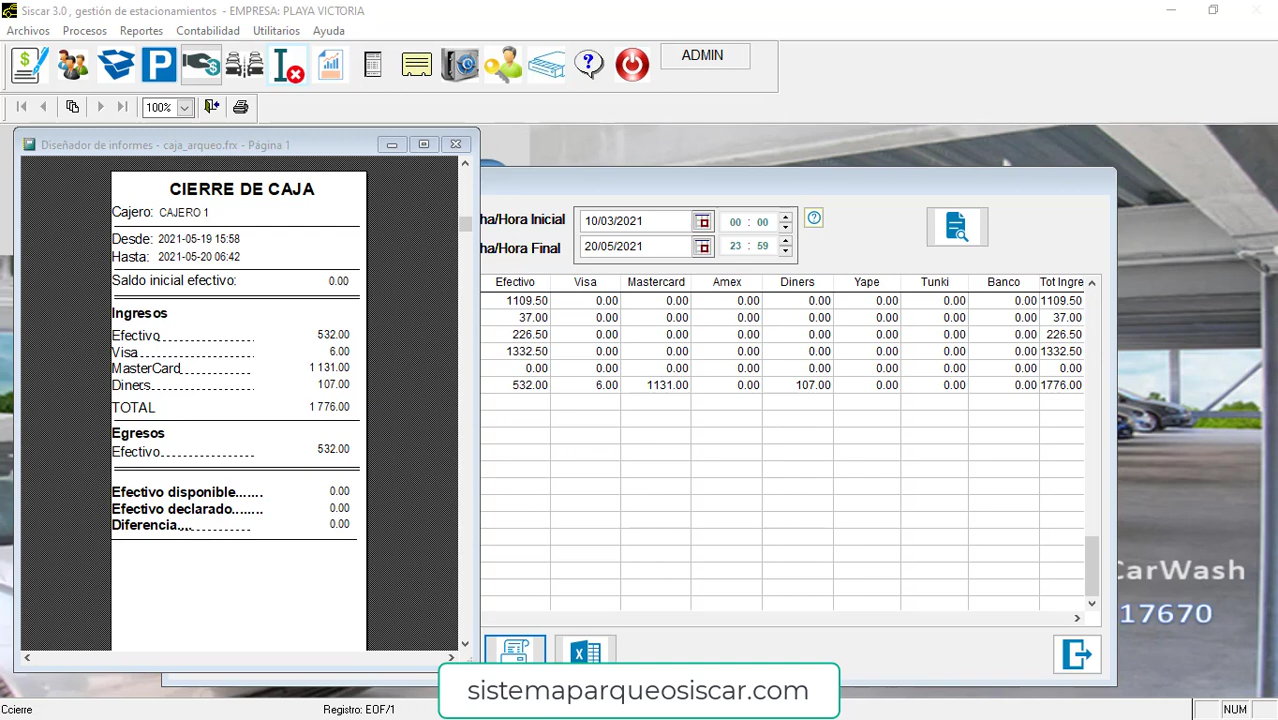 Siscar 3.0 , gestión de estacionamientos - EMPRESA: PLAYA VICTORIA
Archivos Procesos Reportes Contabilidad Utilitarios Ayuda
ADMIN
100%
Diseñador de informes - caja_arqueo.frx - Página 1
CIERRE DE CAJA
Cajero: CAJERO 1
Desde: 2021-05-19 15:58
Hasta: 2021-05-20 06:42
Saldo inicial efectivo: 0.00
Ingresos
Efectivo 532.00
Visa 6.00
MasterCard 1 131.00
Diners 107.00
TOTAL 1 776.00
Egresos
Efectivo 532.00
Efectivo disponible....... 0.00
Efectivo declarado........ 0.00
Diferencia.... 0.00
ha/Hora Inicial 10/03/2021 00 : 00
ha/Hora Final 20/05/2021 23 : 59
Efectivo Visa Mastercard Amex Diners Yape Tunki Banco Tot Ingre
1109.50 0.00 0.00 0.00 0.00 0.00 0.00 0.00 1109.50
37.00 0.00 0.00 0.00 0.00 0.00 0.00 0.00 37.00
226.50 0.00 0.00 0.00 0.00 0.00 0.00 0.00 226.50
1332.50 0.00 0.00 0.00 0.00 0.00 0.00 0.00 1332.50
0.00 0.00 0.00 0.00 0.00 0.00 0.00 0.00 0.00
532.00 6.00 1131.00 0.00 107.00 0.00 0.00 0.00 1776.00
CarWash
17670
sistemaparqueosiscar.com
Ccierre Registro: EOF/1 NUM